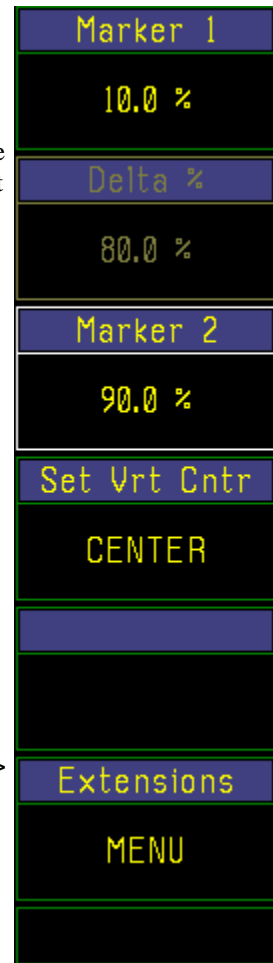 Marker 1
10.0 %
e
t
Delta %
80.0 %
Marker 2
90.0 %
Set Vrt Cntr
CENTER
>
Extensions
MENU